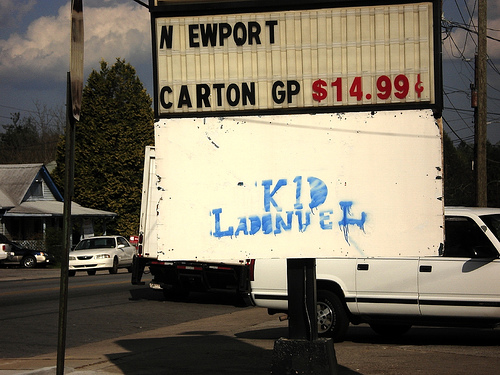 N EWPORT
CARTON GP $14.99¢
KID
LADENVEL